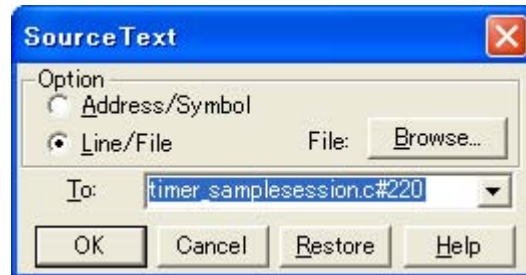 SourceText
Option
Address/Symbol
Line/File File: Browse...
To: timer_samplesession.c#220
OK Cancel Restore Help